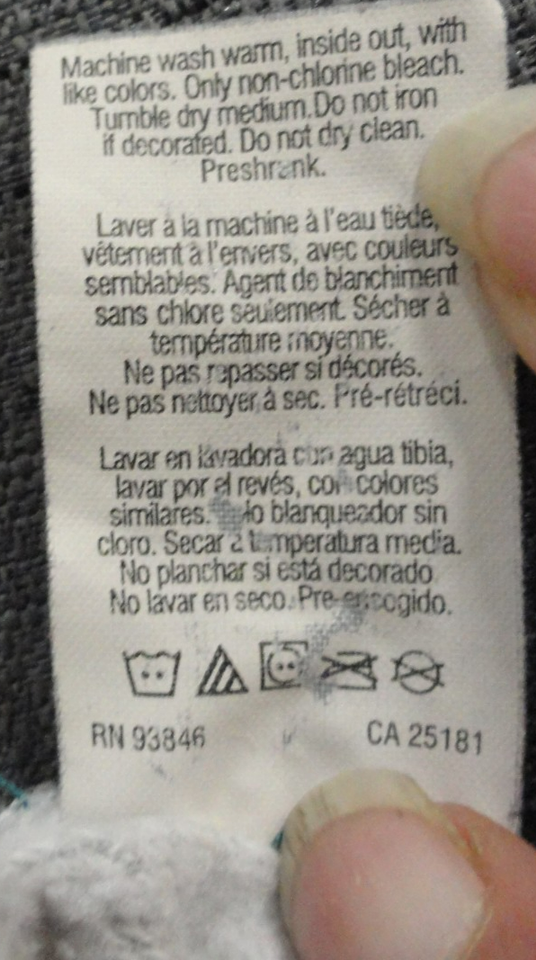 Machine wash warm, inside out, with
like colors. Only non-chlorine bleach.
Tumble dry medium. Do not iron
if decorated. Do not dry clean.
Preshrunk.
Laver à la machine à l'eau tiède,
vêtement à l'envers, avec couleurs
semblables. Agent de blanchiment
sans chlore seulement. Sécher à
température moyenne.
Ne pas repasser si décorés.
Ne pas nettoyer à sec. Pré-rétréci.
Lavar en lavadora con agua tibia,
lavar por el revés, con colores
similares. blanqueador sin
cloro. Secar a temperatura media.
No planchar si está decorado
No lavar en seco. Pre-encogido.
RN 93846
CA 25181